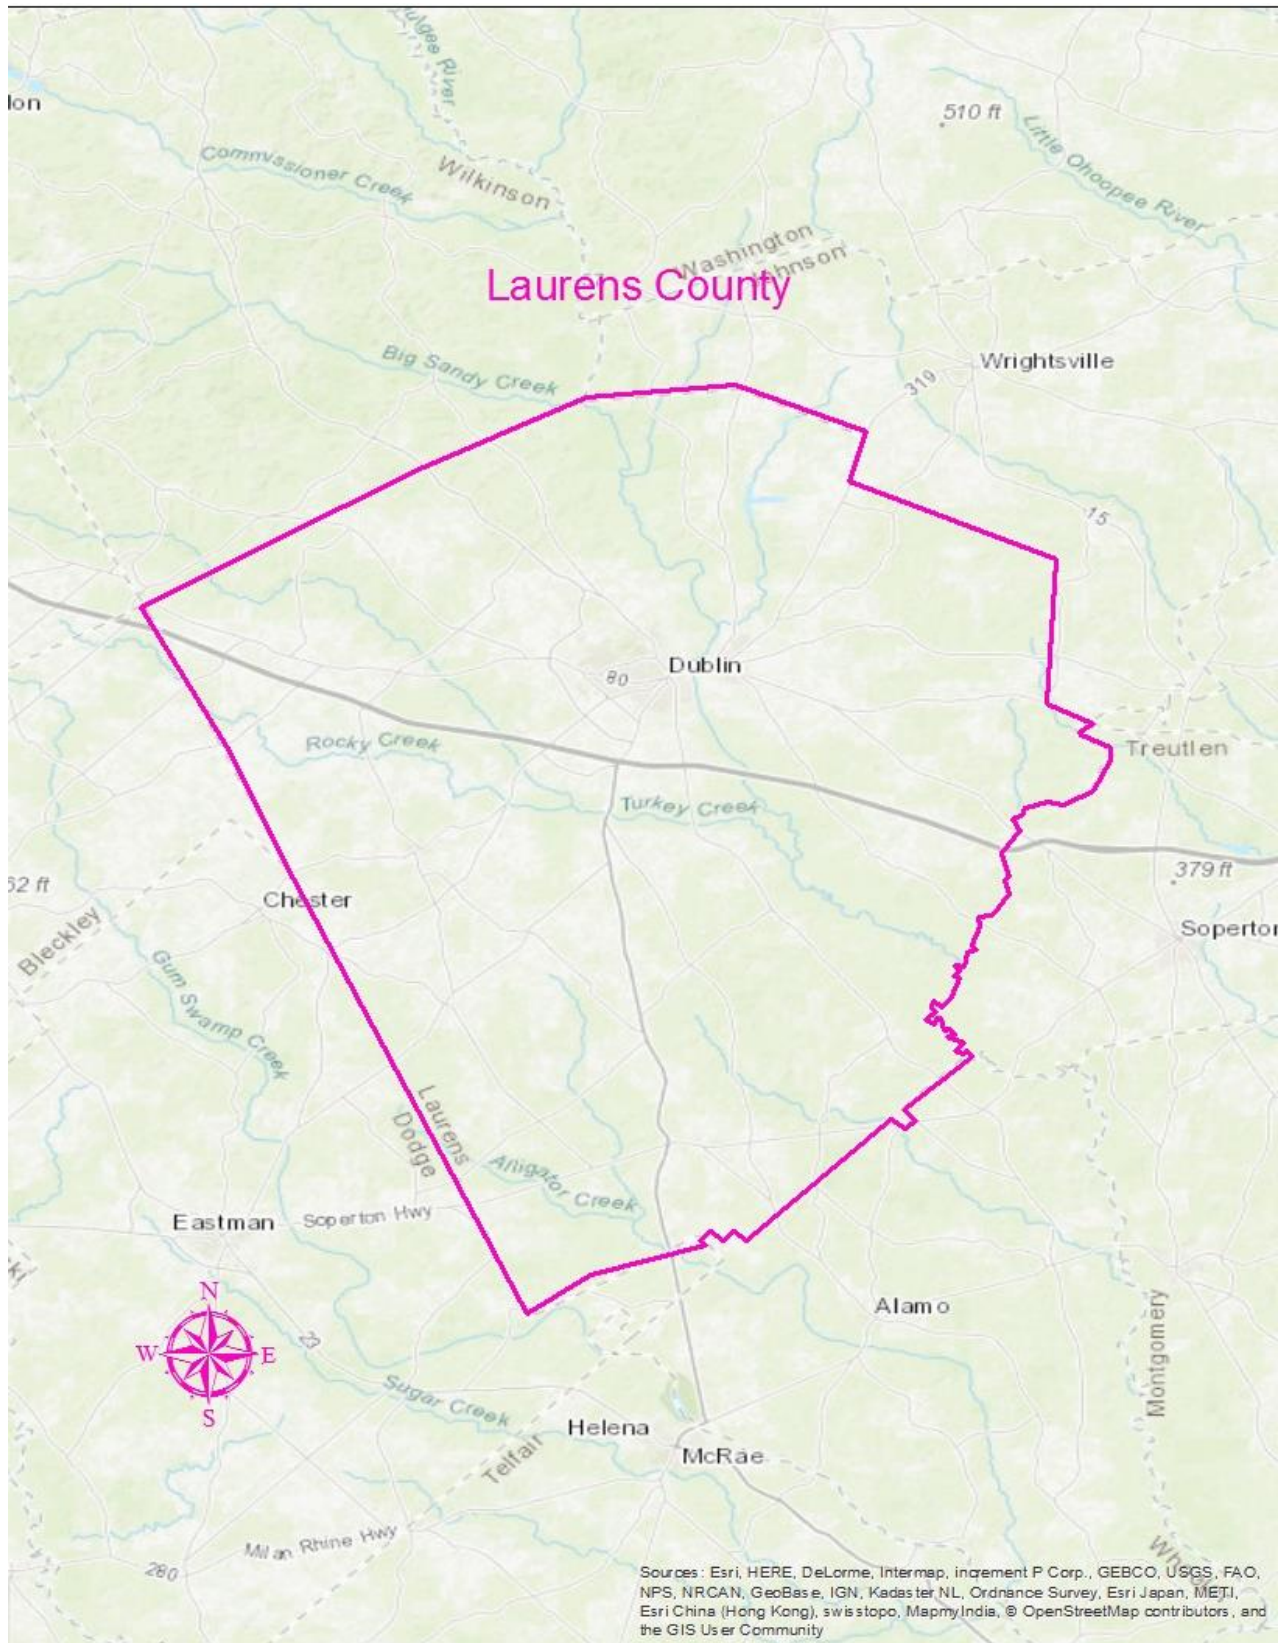 510 ft
Little Ohoopee River
Commissioner Creek
Wilkinson
Washington
Johnson
Laurens County
Big Sandy Creek
Wrightsville
319
15
Dublin
80
Rocky Creek
Treutlen
Turkey Creek
379 ft
Chester
Bleckley
Gum Swamp Creek
Laurens
Dodge
Alligator Creek
Eastman
Soperton Hwy
N
W
E
S
23
Alamo
Montgomery
Sugar Creek
Helena
Telfair
McRae
Milan Rhine Hwy
280
Sources: Esri, HERE, DeLorme, Intermap, increment P Corp., GEBCO, USGS, FAO,
NPS, NRCAN, GeoBase, IGN, Kadaster NL, Ordnance Survey, Esri Japan, METI,
Esri China (Hong Kong), swisstopo, MapmyIndia, © OpenStreetMap contributors, and
the GIS User Community